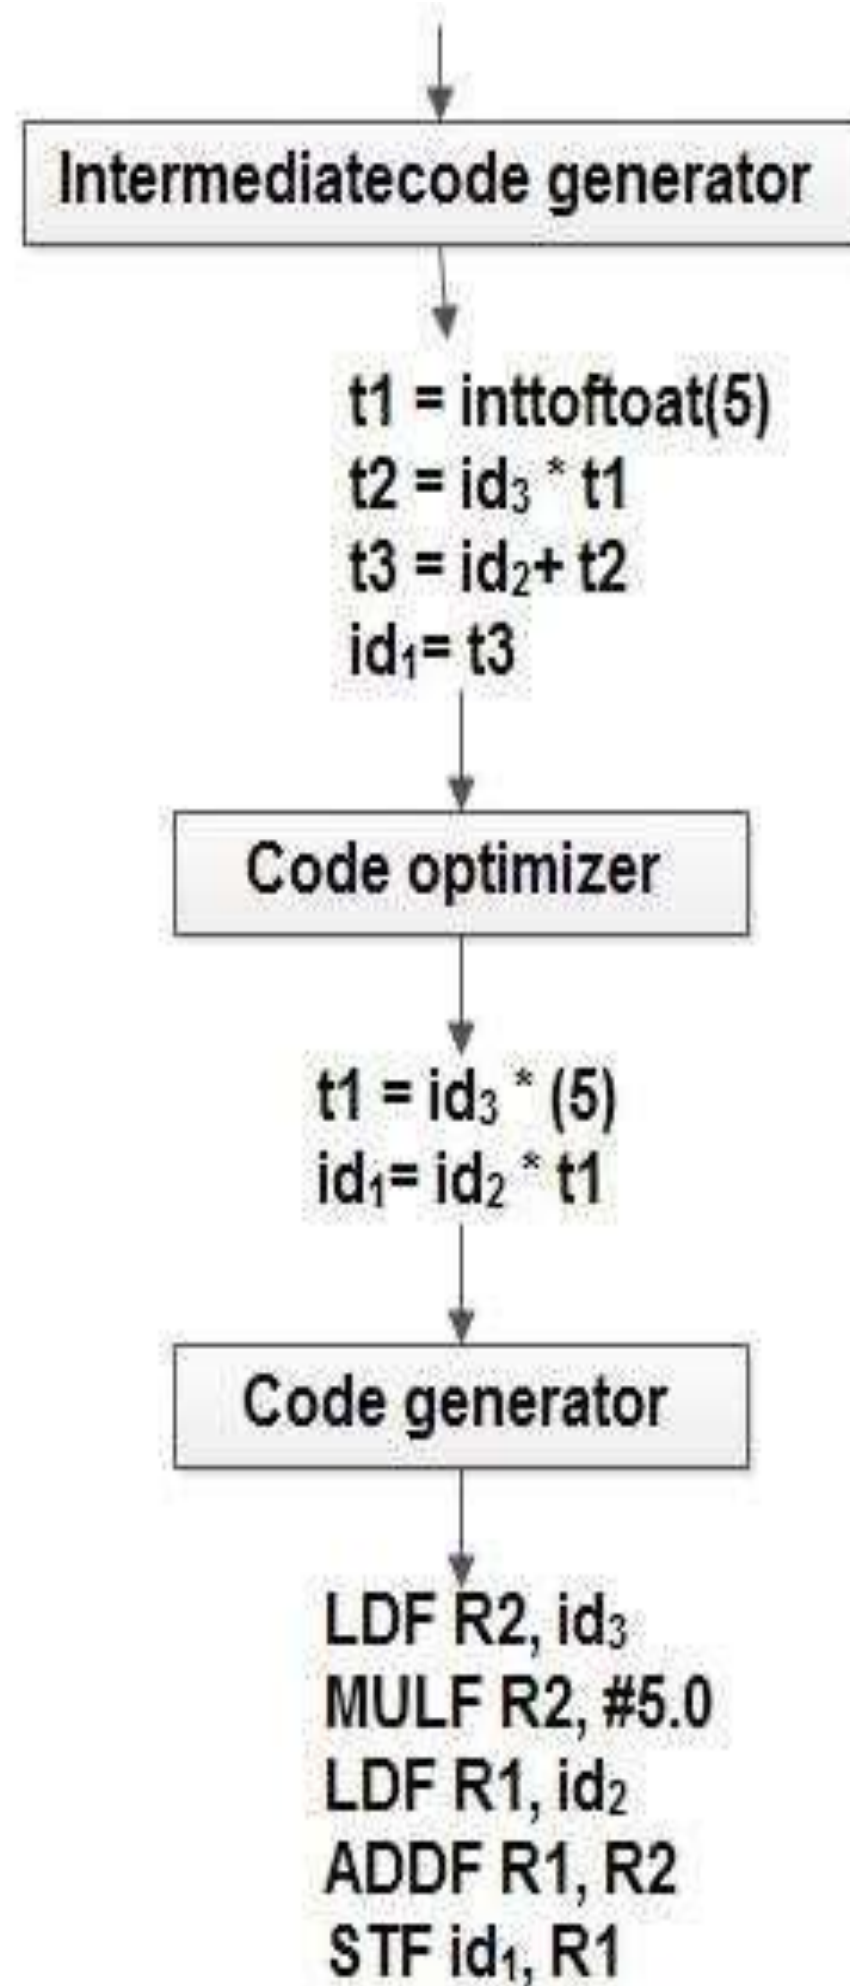 Intermediatecode generator
t1 = inttoftoat(5)
t2 = id₃ * t1
t3 = id₂+ t2
id₁= t3
Code optimizer
t1 = id₃ * (5)
id₁= id₂ * t1
Code generator
LDF R2, id₃
MULF R2, #5.0
LDF R1, id₂
ADDF R1, R2
STF id₁, R1